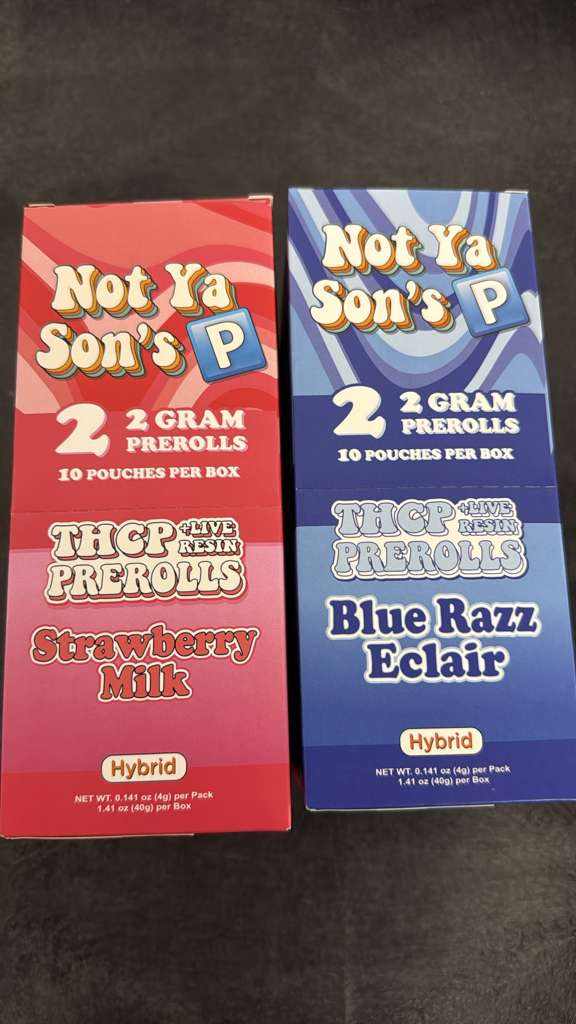 Not Ya
Son's P
2 2 GRAM
PREROLLS
10 POUCHES PER BOX
THCP +LIVE
RESIN
PREROLLS
Strawberry
Milk
Hybrid
NET WT. 0.141 oz (4g) per Pack
1.41 oz (40g) per Box
Not Ya
Son's P
2 2 GRAM
PREROLLS
10 POUCHES PER BOX
THCP +LIVE
RESIN
PREROLLS
Blue Razz
Eclair
Hybrid
NET WT. 0.141 oz (4g) per Pack
1.41 oz (40g) per Box